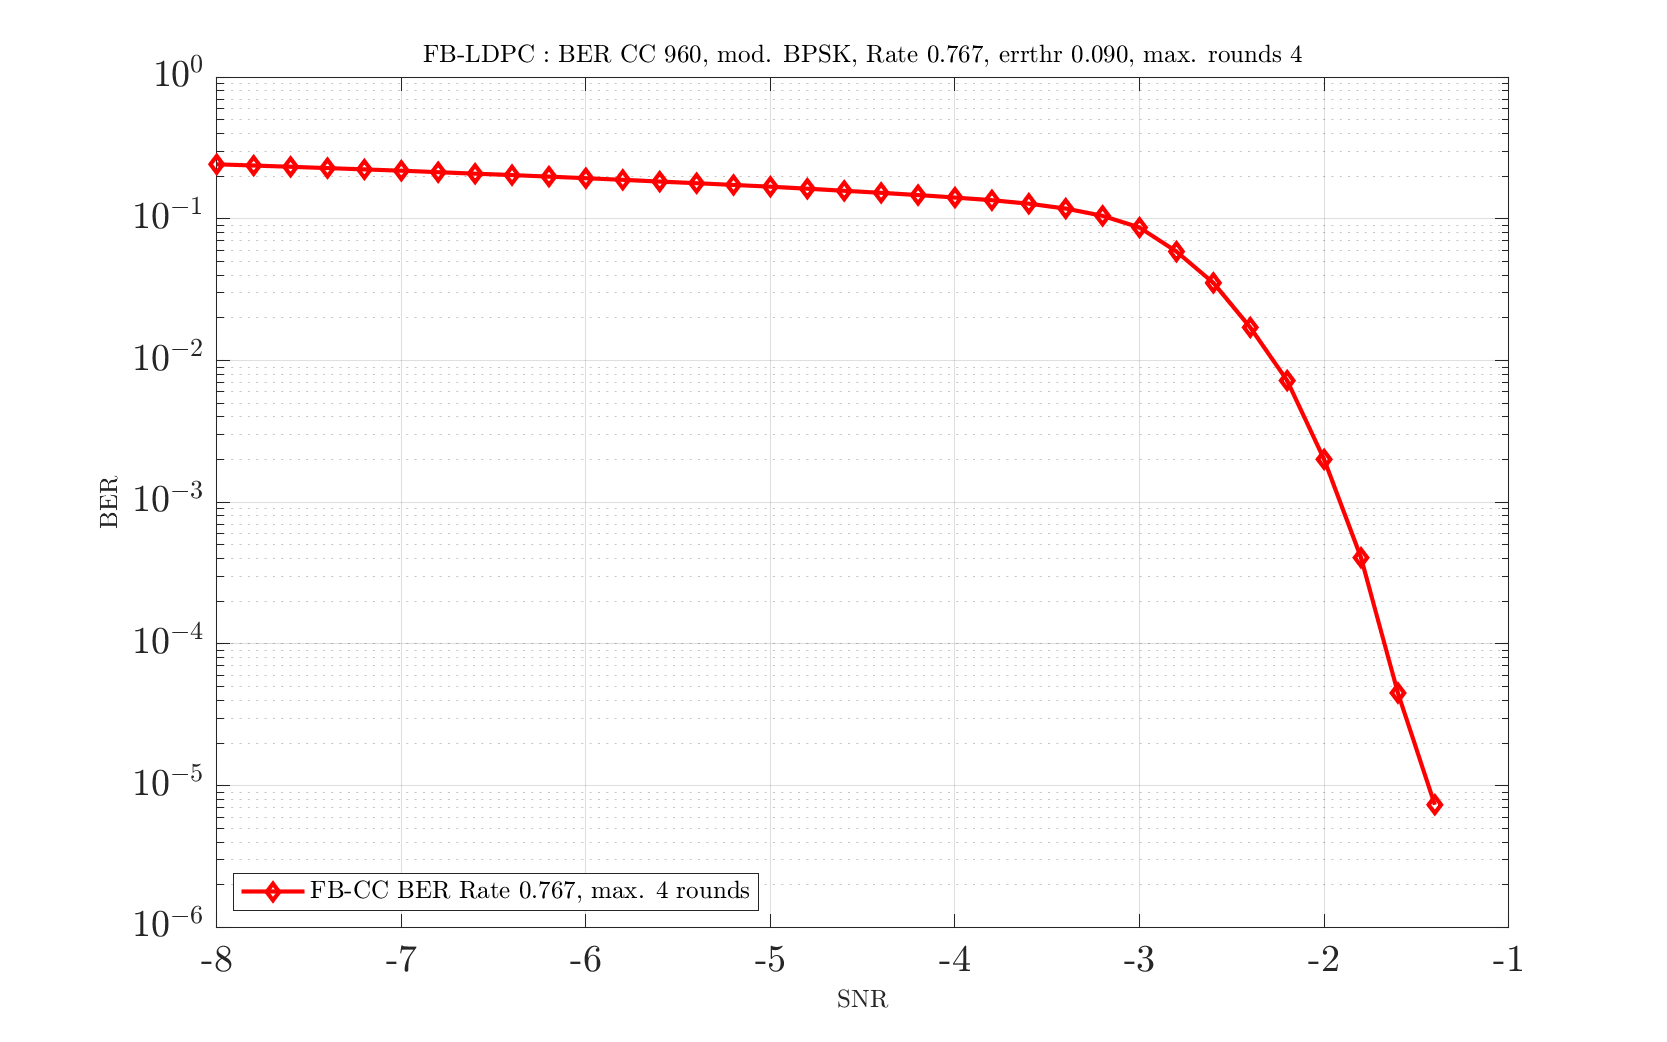 FB-LDPC : BER CC 960, mod. BPSK, Rate 0.767, errthr 0.090, max. rounds 4
10^0
10^-1
10^-2
10^-3
10^-4
10^-5
10^-6
BER
FB-CC BER Rate 0.767, max. 4 rounds
-8 -7 -6 -5 -4 -3 -2 -1
SNR